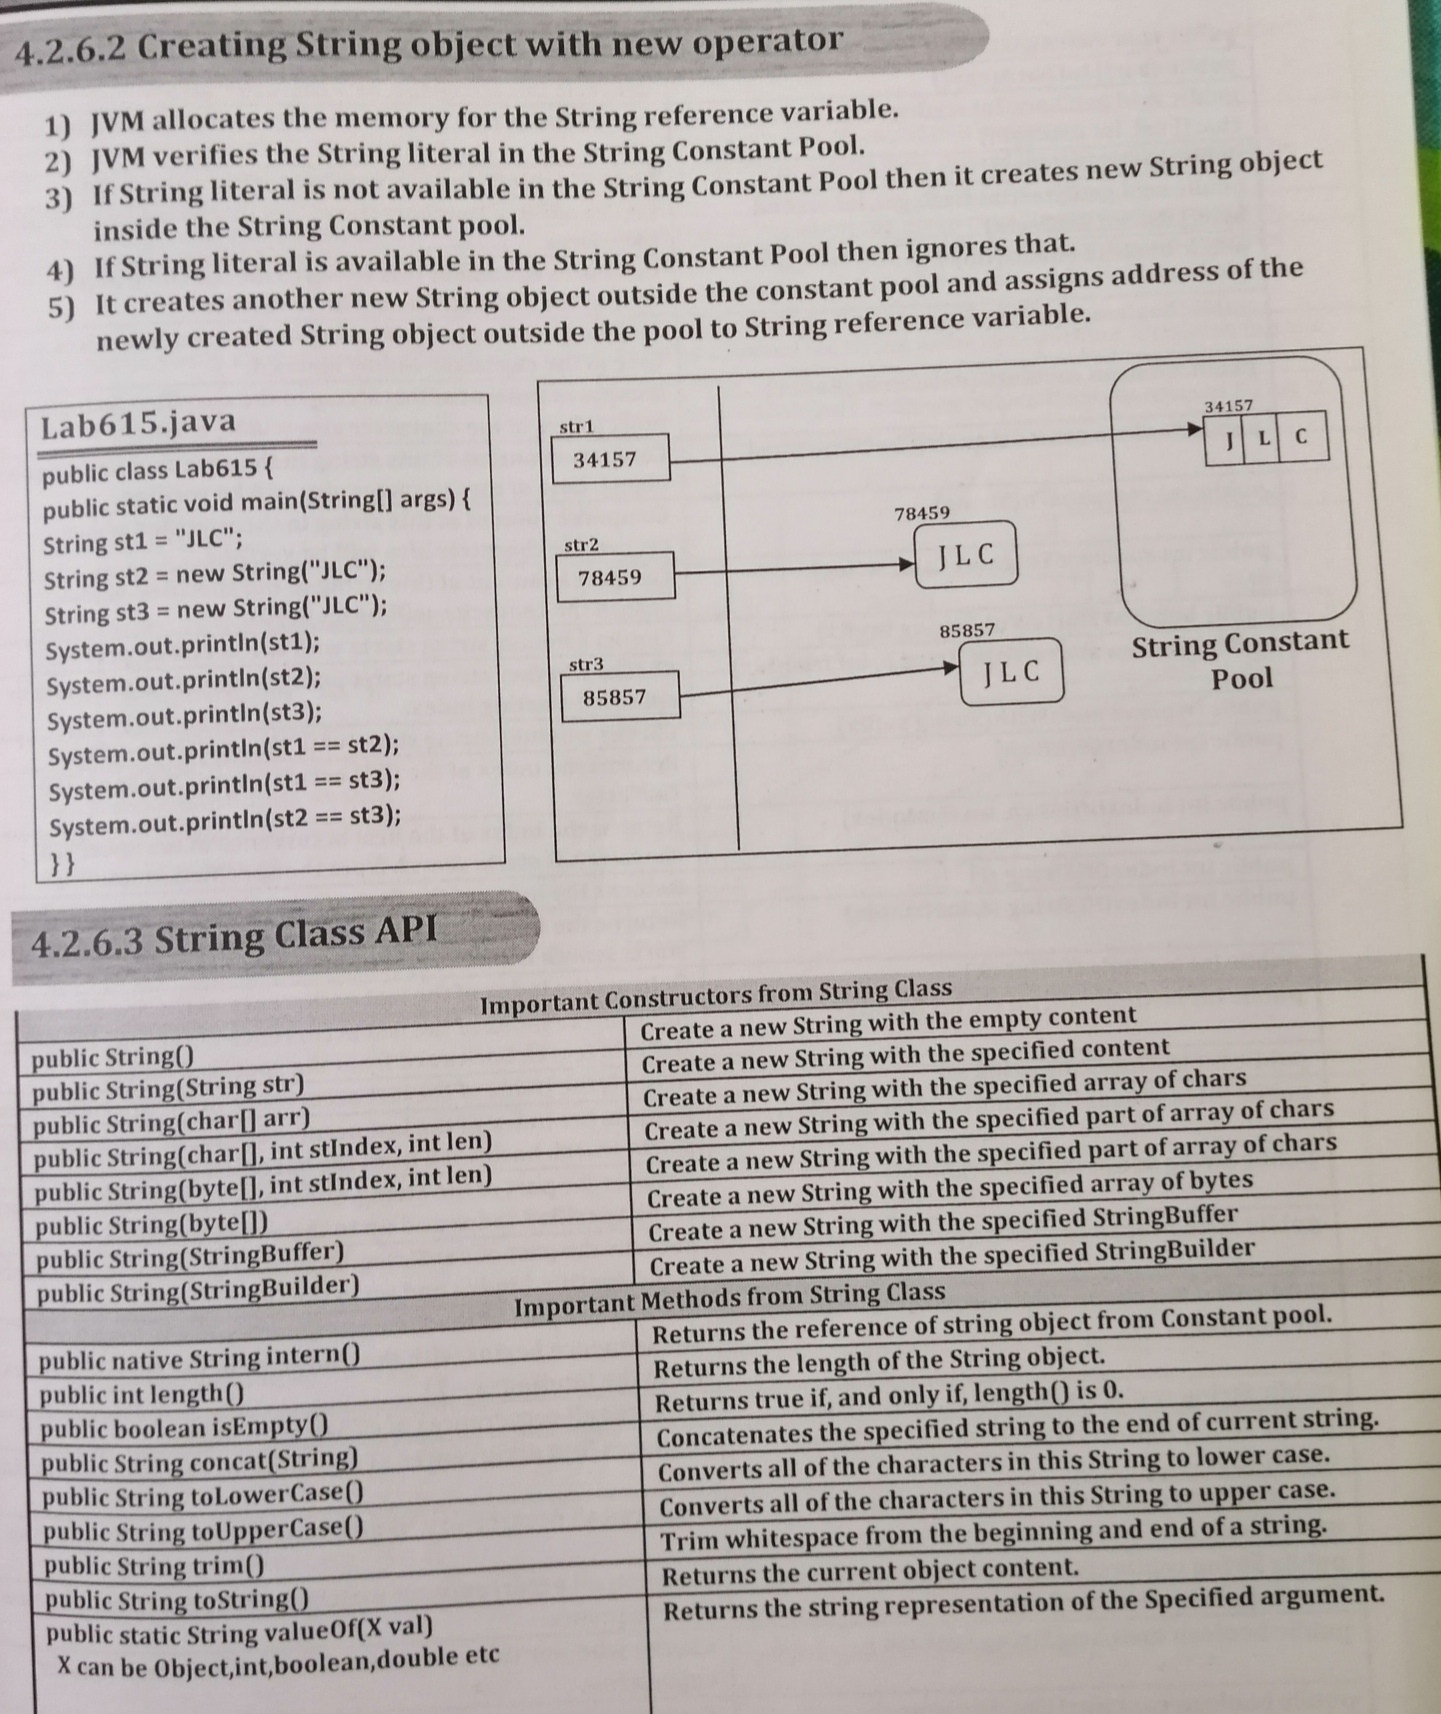 4.2.6.2 Creating String object with new operator
1) JVM allocates the memory for the String reference variable.
2) JVM verifies the String literal in the String Constant Pool.
3) If String literal is not available in the String Constant Pool then it creates new String object
inside the String Constant pool.
4) If String literal is available in the String Constant Pool then ignores that.
5) It creates another new String object outside the constant pool and assigns address of the
newly created String object outside the pool to String reference variable.
Lab615.java
public class Lab615 {
public static void main(String[] args) {
String st1 = "JLC";
String st2 = new String("JLC");
String st3 = new String("JLC");
System.out.println(st1);
System.out.println(st2);
System.out.println(st3);
System.out.println(st1 == st2);
System.out.println(st1 == st3);
System.out.println(st2 == st3);
}}
str1
34157
34157
J L C
str2
78459
78459
J L C
str3
85857
85857
J L C
String Constant
Pool
4.2.6.3 String Class API
Important Constructors from String Class
public String() Create a new String with the empty content
public String(String str) Create a new String with the specified content
public String(char[] arr) Create a new String with the specified array of chars
public String(char[], int stIndex, int len) Create a new String with the specified part of array of chars
public String(byte[], int stIndex, int len) Create a new String with the specified part of array of chars
public String(byte[]) Create a new String with the specified array of bytes
public String(StringBuffer) Create a new String with the specified StringBuffer
public String(StringBuilder) Create a new String with the specified StringBuilder
Important Methods from String Class
public native String intern() Returns the reference of string object from Constant pool.
public int length() Returns the length of the String object.
public boolean isEmpty() Returns true if, and only if, length() is 0.
public String concat(String) Concatenates the specified string to the end of current string.
public String toLowerCase() Converts all of the characters in this String to lower case.
public String toUpperCase() Converts all of the characters in this String to upper case.
public String trim() Trim whitespace from the beginning and end of a string.
public String toString() Returns the current object content.
public static String valueOf(X val) Returns the string representation of the Specified argument.
X can be Object,int,boolean,double etc